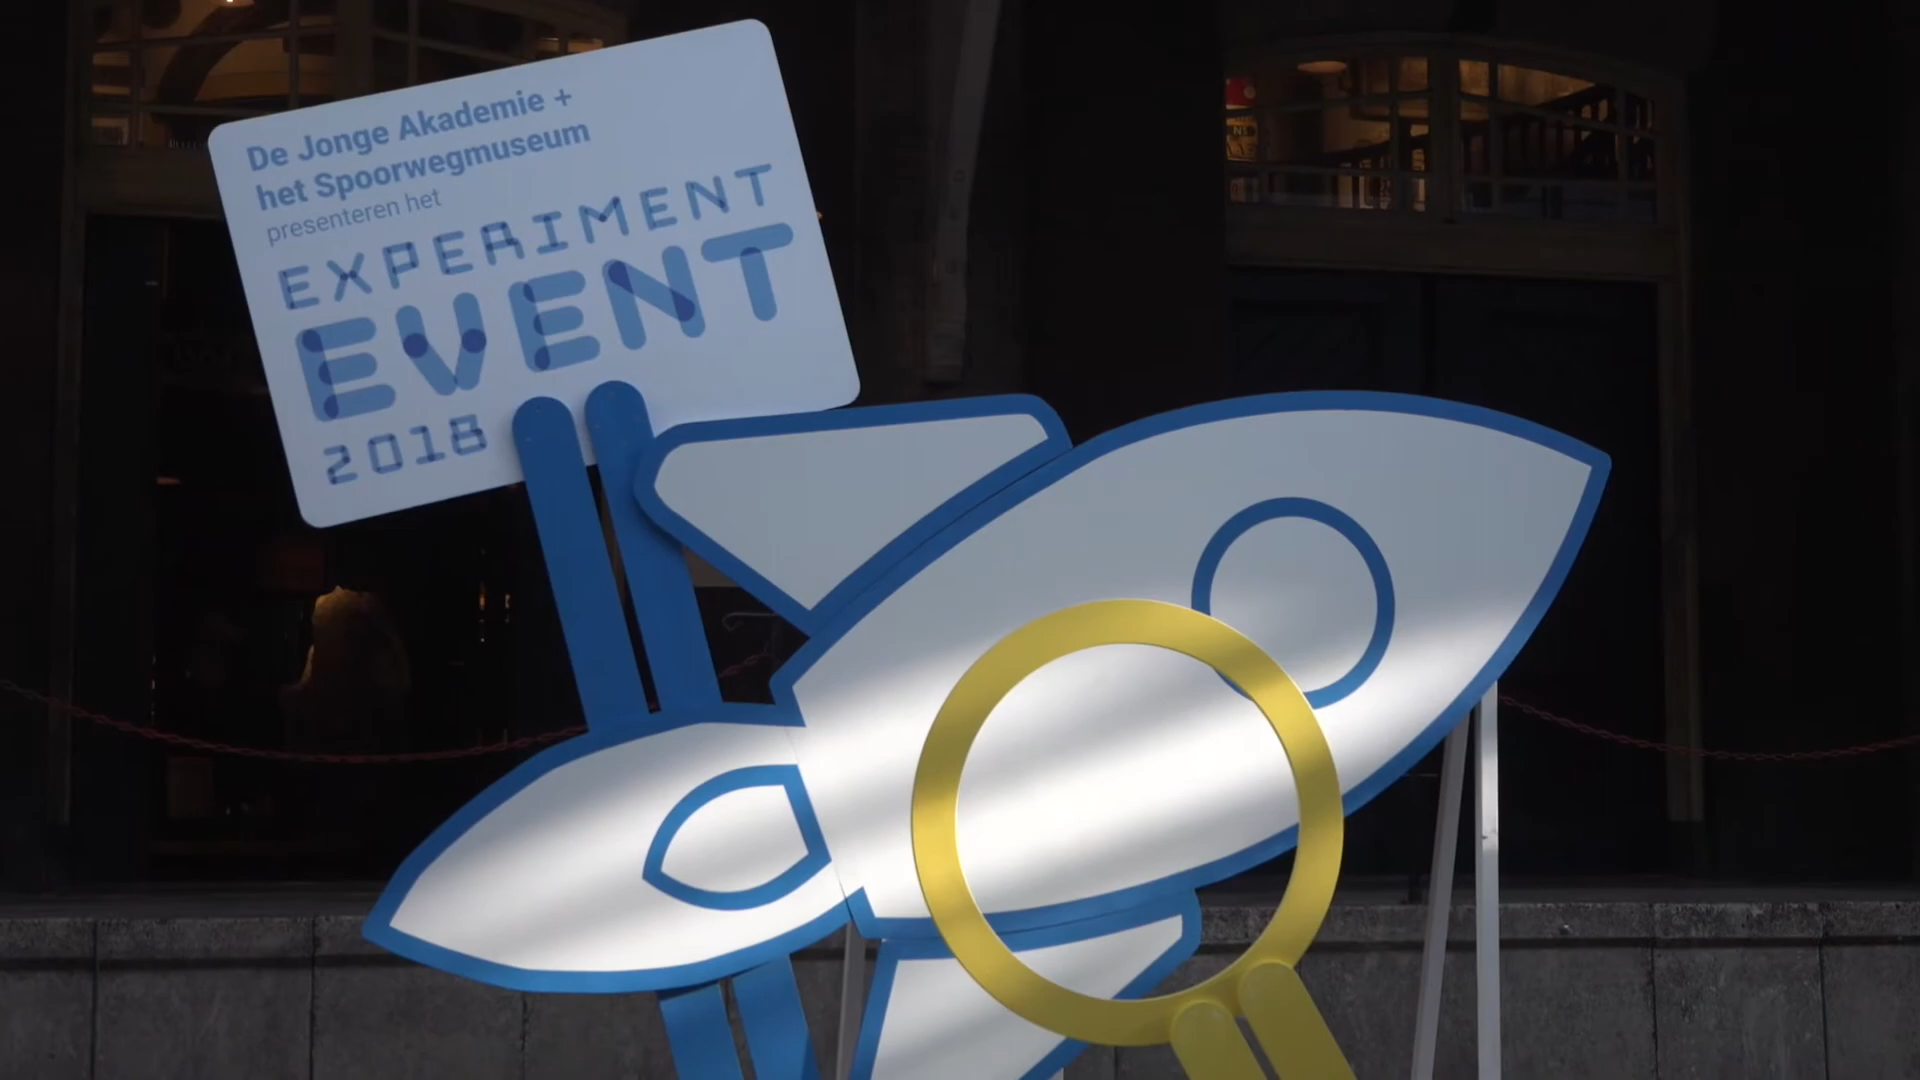 De Jonge Akademie +
het Spoorwegmuseum
presenteren het
EXPERIMENT
EVENT
2018